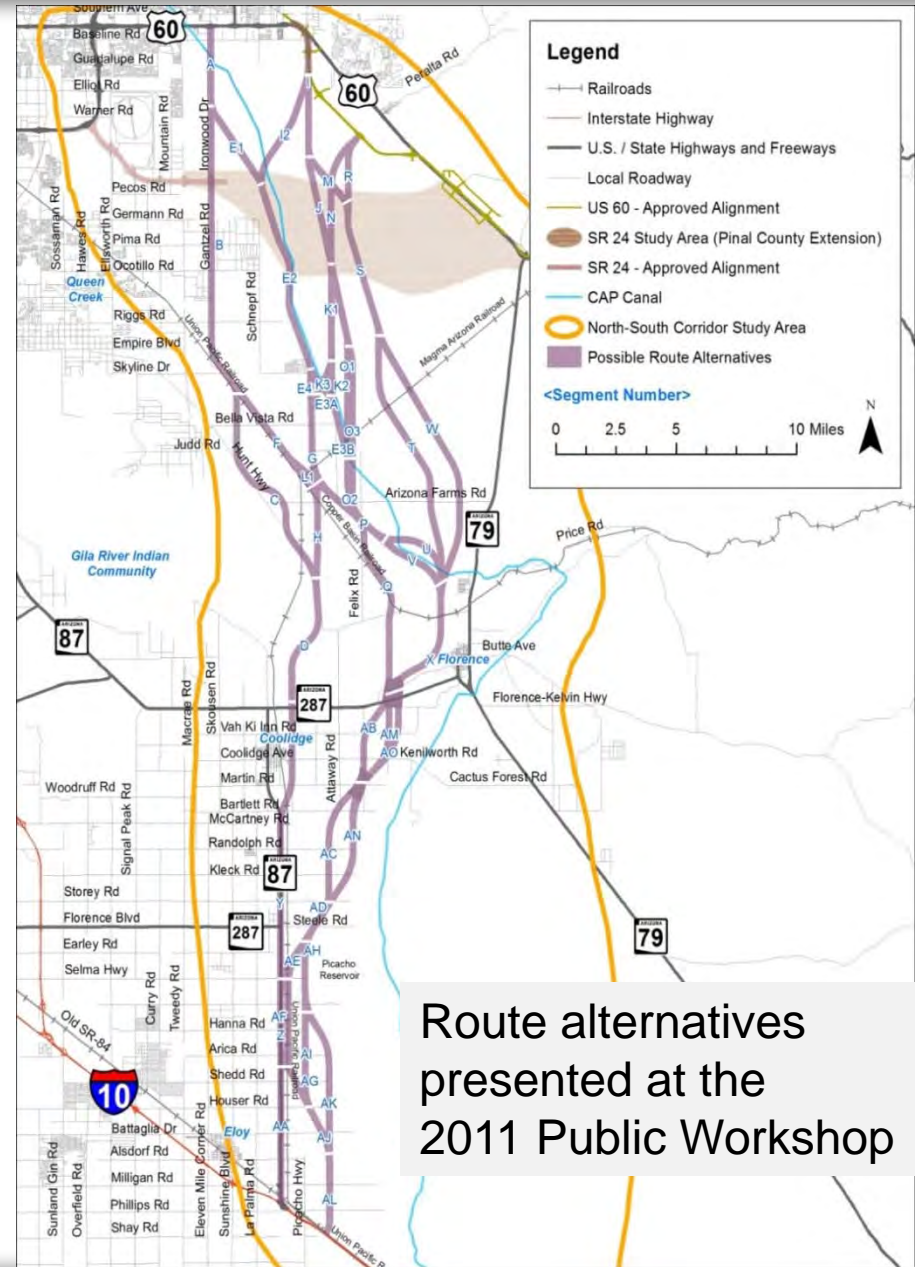 Southern Ave
Baseline Rd
60
Guadalupe Rd
Elliot Rd
Warner Rd
Mountain Rd
Ironwood Dr
A
I
60
Peralta Rd
E1
I2
Pecos Rd
M
R
Sossaman Rd
Hawes Rd
Ellsworth Rd
Germann Rd
Gantzel Rd
J
N
Pima Rd
B
Ocotillo Rd
Queen
Creek
Schnepf Rd
E2
S
Riggs Rd
Union Pacific Railroad
K1
Magma Arizona Railroad
Empire Blvd
Skyline Dr
O1
E4
K3
K2
E3A
Bella Vista Rd
Judd Rd
Hunt Hwy
F
O3
W
T
E3B
G
L1
C
O2
Arizona Farms Rd
Copper Basin Railroad
P
ARIZONA
79
Price Rd
H
U
V
Gila River Indian
Community
Felix Rd
Q
ARIZONA
87
D
Butte Ave
X
Florence
Macrae Rd
Skousen Rd
ARIZONA
287
Florence-Kelvin Hwy
Vah Ki Inn Rd
Coolidge
AB
AM
Coolidge Ave
Attaway Rd
AO
Kenilworth Rd
Martin Rd
Cactus Forest Rd
Woodruff Rd
Signal Peak Rd
Bartlett Rd
McCartney Rd
Randolph Rd
AN
AC
Kleck Rd
ARIZONA
87
Storey Rd
Y
AD
Florence Blvd
ARIZONA
287
Steele Rd
ARIZONA
79
Earley Rd
AH
Selma Hwy
AE
Picacho
Reservoir
Curry Rd
Tweedy Rd
Old SR-84
Hanna Rd
AF
Z
Union Pacific Railroad
Arica Rd
AI
10
Shedd Rd
AG
Houser Rd
AK
Battaglia Dr
Eloy
AA
AJ
Alsdorf Rd
Sunland Gin Rd
Overfield Rd
Eleven Mile Corner Rd
Sunshine Blvd
La Palma Rd
Picacho Hwy
Milligan Rd
Phillips Rd
AL
Shay Rd
Union Pacific R
Legend
Railroads
Interstate Highway
U.S. / State Highways and Freeways
Local Roadway
US 60 - Approved Alignment
SR 24 Study Area (Pinal County Extension)
SR 24 - Approved Alignment
CAP Canal
North-South Corridor Study Area
Possible Route Alternatives
<Segment Number>
N
0 2.5 5 10 Miles
Route alternatives
presented at the
2011 Public Workshop